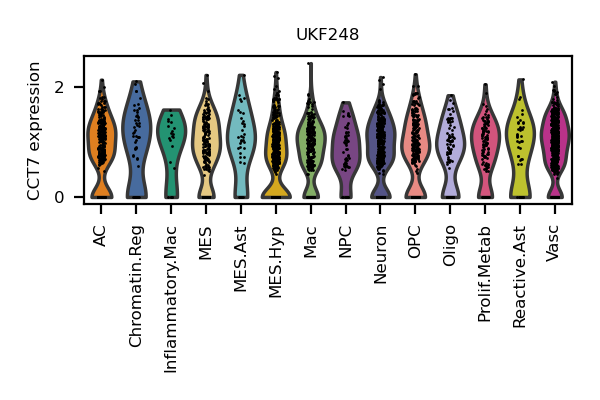 UKF248
CCT7 expression
2
0
AC
Chromatin.Reg
Inflammatory.Mac
MES
MES.Ast
MES.Hyp
Mac
NPC
Neuron
OPC
Oligo
Prolif.Metab
Reactive.Ast
Vasc